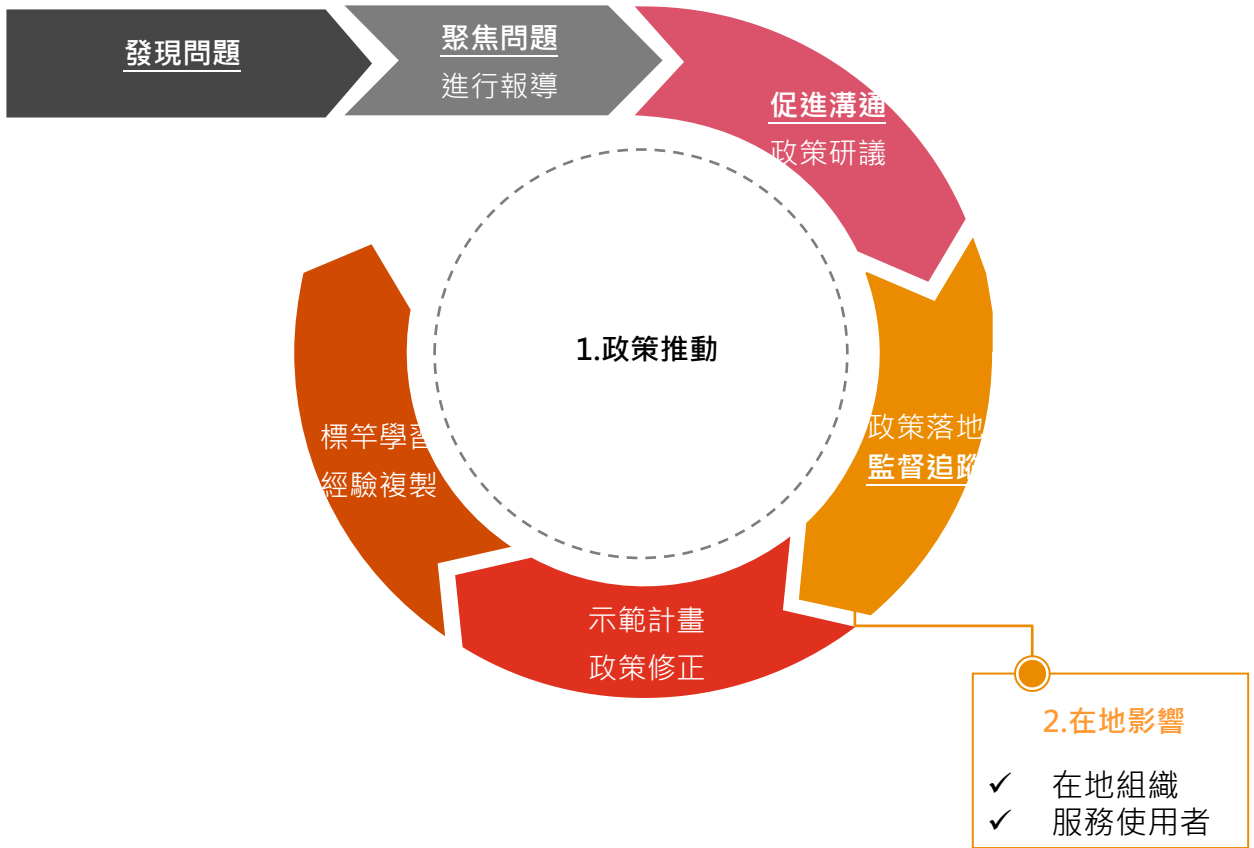 發現問題
聚焦問題
進行報導
促進溝通
政策研議
1.政策推動
政策落地
監督追蹤
標竿學習
經驗複製
示範計畫
政策修正
2.在地影響
✓ 在地組織
✓ 服務使用者